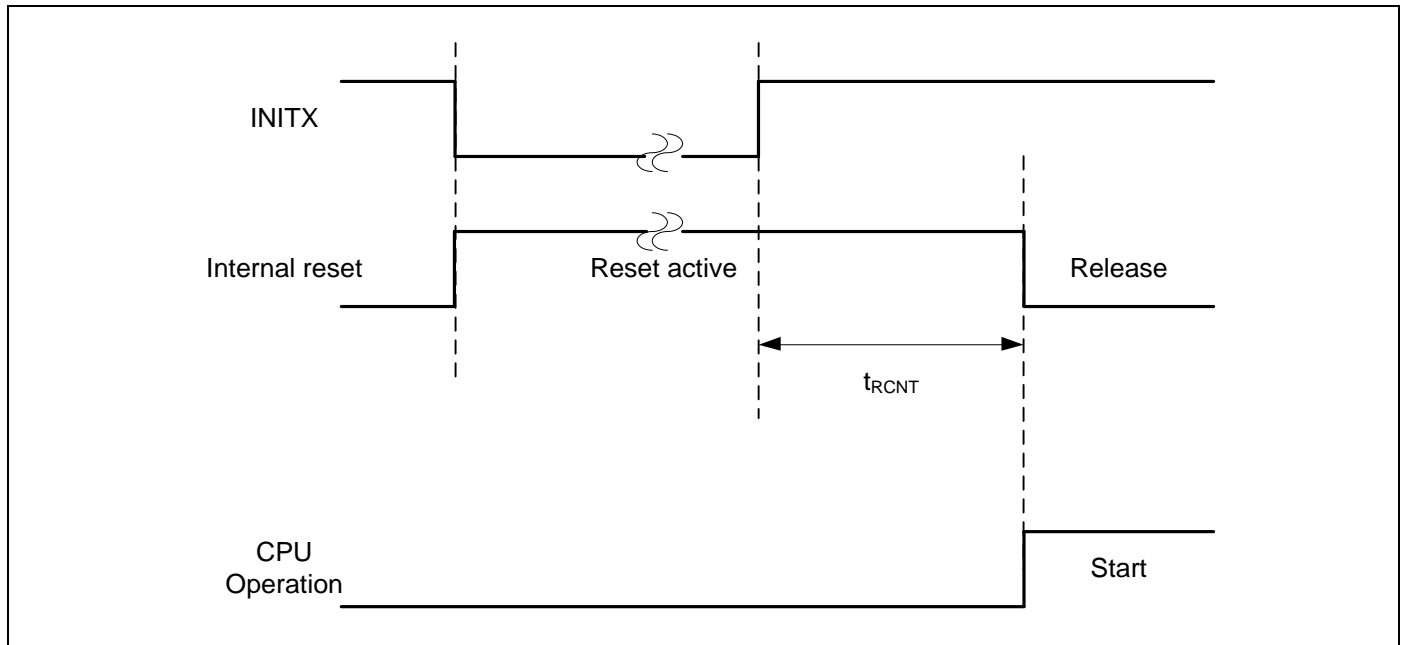 INITX
Internal reset
Reset active
Release
tRCNT
CPU
Operation
Start